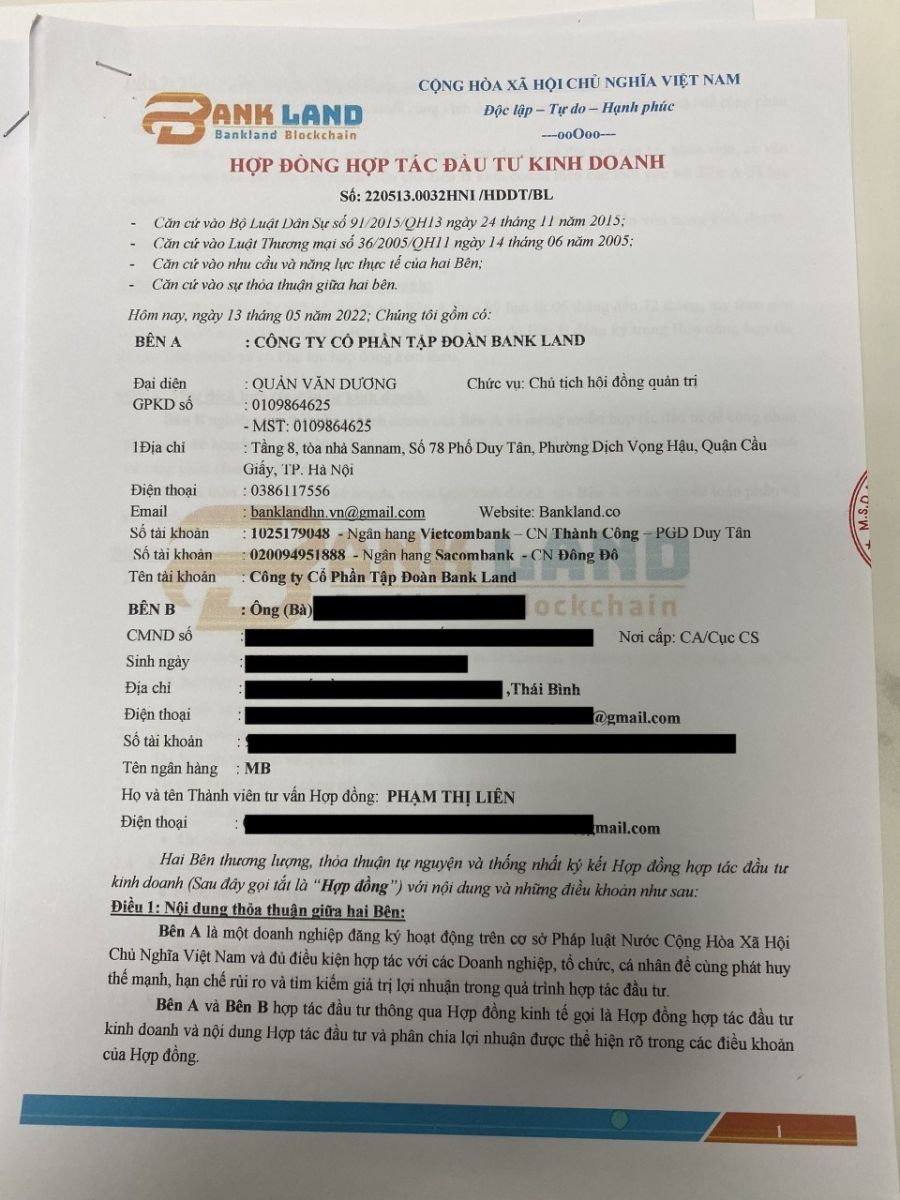 BANK LAND
Bankland Blockchain
CỘNG HÒA XÃ HỘI CHỦ NGHĨA VIỆT NAM
Độc lập – Tự do – Hạnh phúc
---ooOoo---
HỢP ĐỒNG HỢP TÁC ĐẦU TƯ KINH DOANH
Số: 220513.0032HNI /HDDT/BL
- Căn cứ vào Bộ Luật Dân Sự số 91/2015/QH13 ngày 24 tháng 11 năm 2015;
- Căn cứ vào Luật Thương mại số 36/2005/QH11 ngày 14 tháng 06 năm 2005;
- Căn cứ vào nhu cầu và năng lực thực tế của hai Bên;
- Căn cứ vào sự thỏa thuận giữa hai bên.
Hôm nay, ngày 13 tháng 05 năm 2022; Chúng tôi gồm có:
BÊN A : CÔNG TY CỔ PHẦN TẬP ĐOÀN BANK LAND
Đại diện : QUẢN VĂN DƯƠNG Chức vụ: Chủ tịch hội đồng quản trị
GPKD số : 0109864625
- MST: 0109864625
1Địa chỉ : Tầng 8, tòa nhà Sannam, Số 78 Phố Duy Tân, Phường Dịch Vọng Hậu, Quận Cầu
Giấy, TP. Hà Nội
Điện thoại : 0386117556
Email : banklandhn.vn@gmail.com Website: Bankland.co
Số tài khoản : 1025179048 - Ngân hang Vietcombank – CN Thành Công – PGD Duy Tân
Số tài khoản : 020094951888 - Ngân hang Sacombank - CN Đông Đô
Tên tài khoản : Công ty Cổ Phần Tập Đoàn Bank Land
BÊN B : Ông (Bà)
CMND số : Nơi cấp: CA/Cục CS
Sinh ngày :
Địa chỉ : ,Thái Bình
Điện thoại : @gmail.com
Số tài khoản :
Tên ngân hàng : MB
Họ và tên Thành viên tư vấn Hợp đồng: PHẠM THỊ LIÊN
Điện thoại : mail.com
Hai Bên thương lượng, thỏa thuận tự nguyện và thống nhất ký kết Hợp đồng hợp tác đầu tư
kinh doanh (Sau đây gọi tắt là “Hợp đồng”) với nội dung và những điều khoản như sau:
Điều 1: Nội dung thỏa thuận giữa hai Bên:
Bên A là một doanh nghiệp đăng ký hoạt động trên cơ sở Pháp luật Nước Cộng Hòa Xã Hội
Chủ Nghĩa Việt Nam và đủ điều kiện hợp tác với các Doanh nghiệp, tổ chức, cá nhân để cùng phát huy
thế mạnh, hạn chế rủi ro và tìm kiếm giá trị lợi nhuận trong quá trình hợp tác đầu tư.
Bên A và Bên B hợp tác đầu tư thông qua Hợp đồng kinh tế gọi là Hợp đồng hợp tác đầu tư
kinh doanh và nội dung Hợp tác đầu tư và phân chia lợi nhuận được thể hiện rõ trong các điều khoản
của Hợp đồng.
M.S.D
1